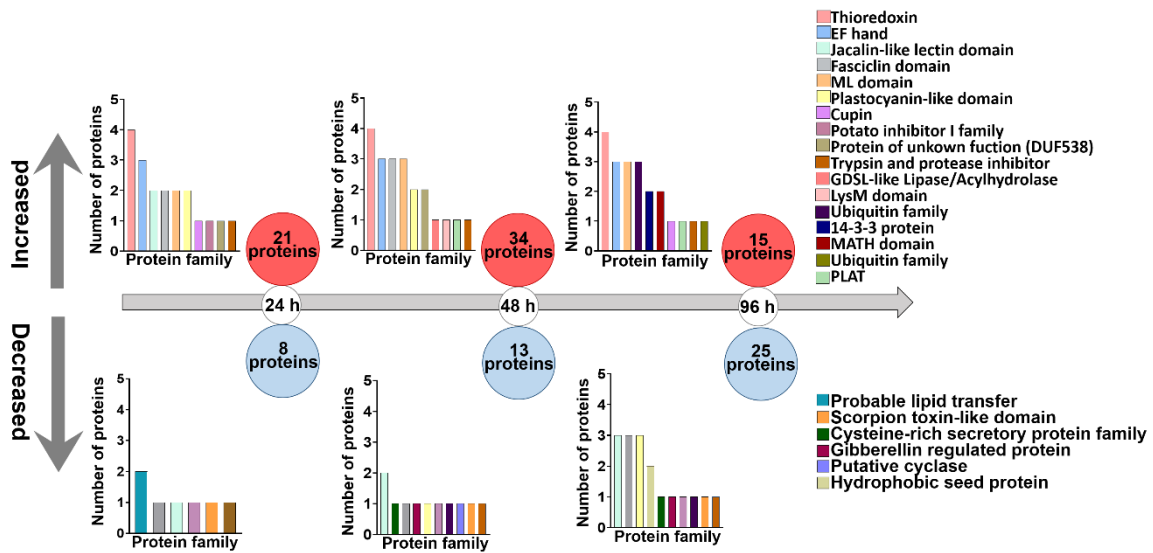 Thioredoxin
EF hand
Jacalin-like lectin domain
Fasciclin domain
ML domain
Plastocyanin-like domain
Cupin
Potato inhibitor I family
Protein of unkown fuction (DUF538)
Trypsin and protease inhibitor
GDSL-like Lipase/Acylhydrolase
LysM domain
Ubiquitin family
14-3-3 protein
MATH domain
Ubiquitin family
PLAT
Increased
Number of proteins
5
4
3
2
1
0
Protein family
21
proteins
Number of proteins
5
4
3
2
1
0
Protein family
34
proteins
Number of proteins
5
4
3
2
1
0
Protein family
15
proteins
24 h
48 h
96 h
Decreased
8
proteins
13
proteins
25
proteins
Number of proteins
5
4
3
2
1
0
Protein family
Number of proteins
5
4
3
2
1
0
Protein family
Number of proteins
5
4
3
2
1
0
Protein family
Probable lipid transfer
Scorpion toxin-like domain
Cysteine-rich secretory protein family
Gibberellin regulated protein
Putative cyclase
Hydrophobic seed protein